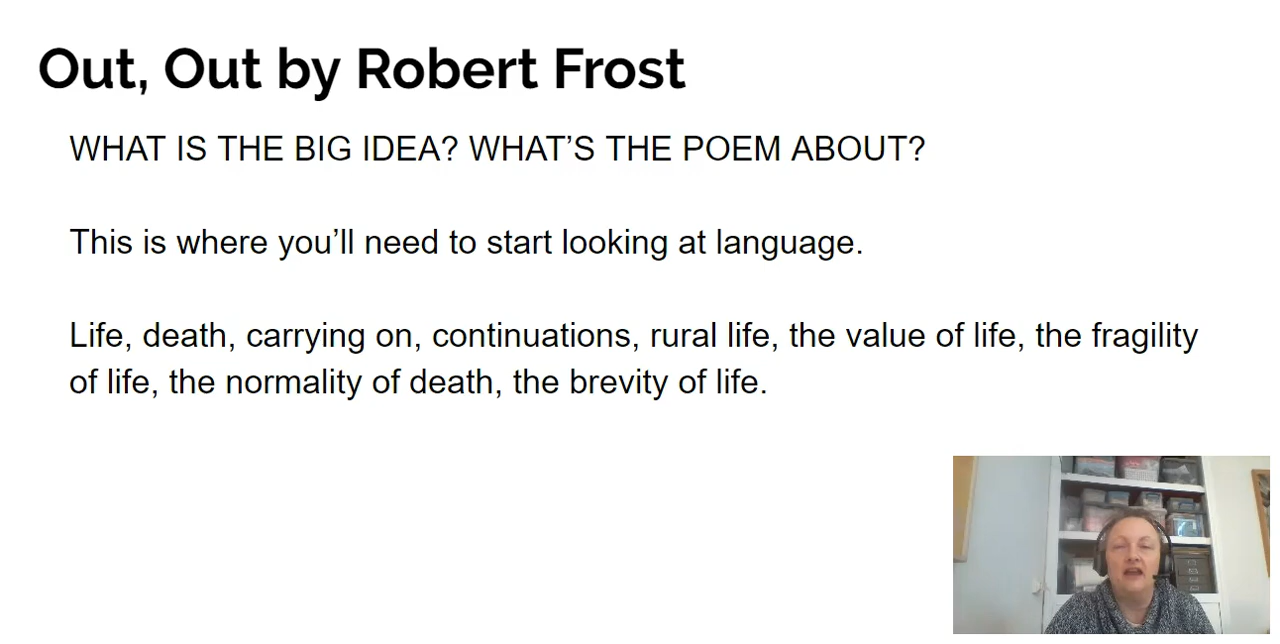 Out, Out by Robert Frost
WHAT IS THE BIG IDEA? WHAT’S THE POEM ABOUT?
This is where you’ll need to start looking at language.
Life, death, carrying on, continuations, rural life, the value of life, the fragility
of life, the normality of death, the brevity of life.